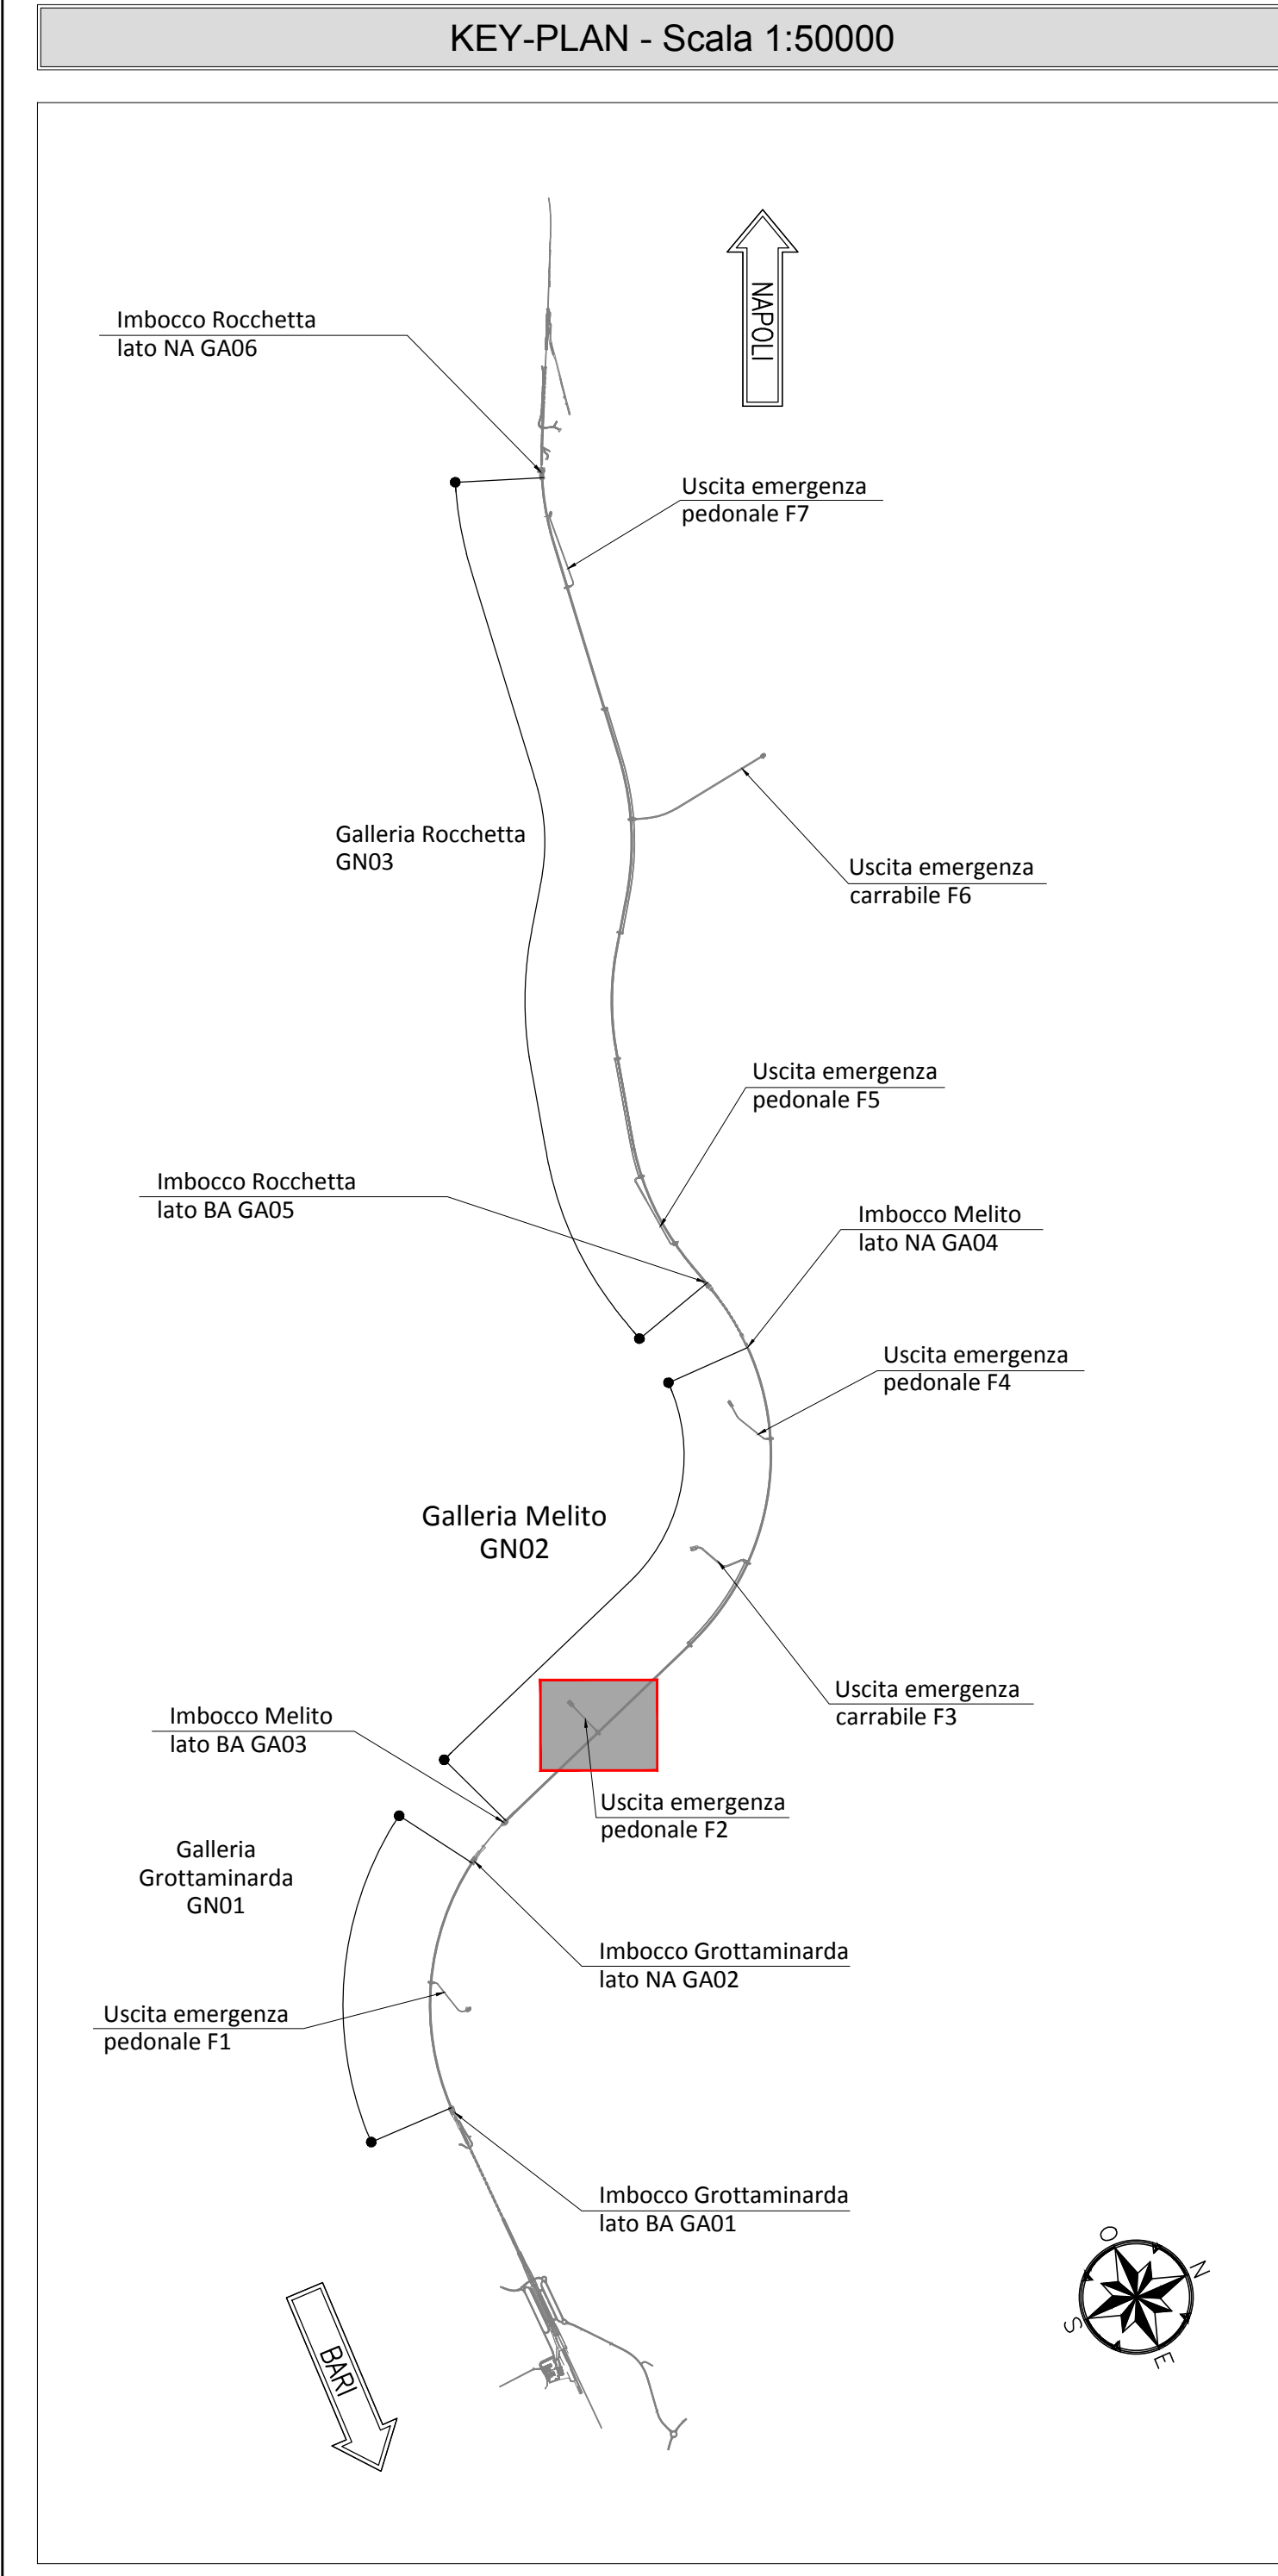 KEY-PLAN - Scala 1:50000
NAPOLI
Imbocco Rocchetta
lato NA GA06
Uscita emergenza
pedonale F7
Galleria Rocchetta
GN03
Uscita emergenza
carrabile F6
Uscita emergenza
pedonale F5
Imbocco Rocchetta
lato BA GA05
Imbocco Melito
lato NA GA04
Uscita emergenza
pedonale F4
Galleria Melito
GN02
Uscita emergenza
carrabile F3
Imbocco Melito
lato BA GA03
Uscita emergenza
pedonale F2
Galleria
Grottaminarda
GN01
Imbocco Grottaminarda
lato NA GA02
Uscita emergenza
pedonale F1
Imbocco Grottaminarda
lato BA GA01
BARI
O
N
S
E